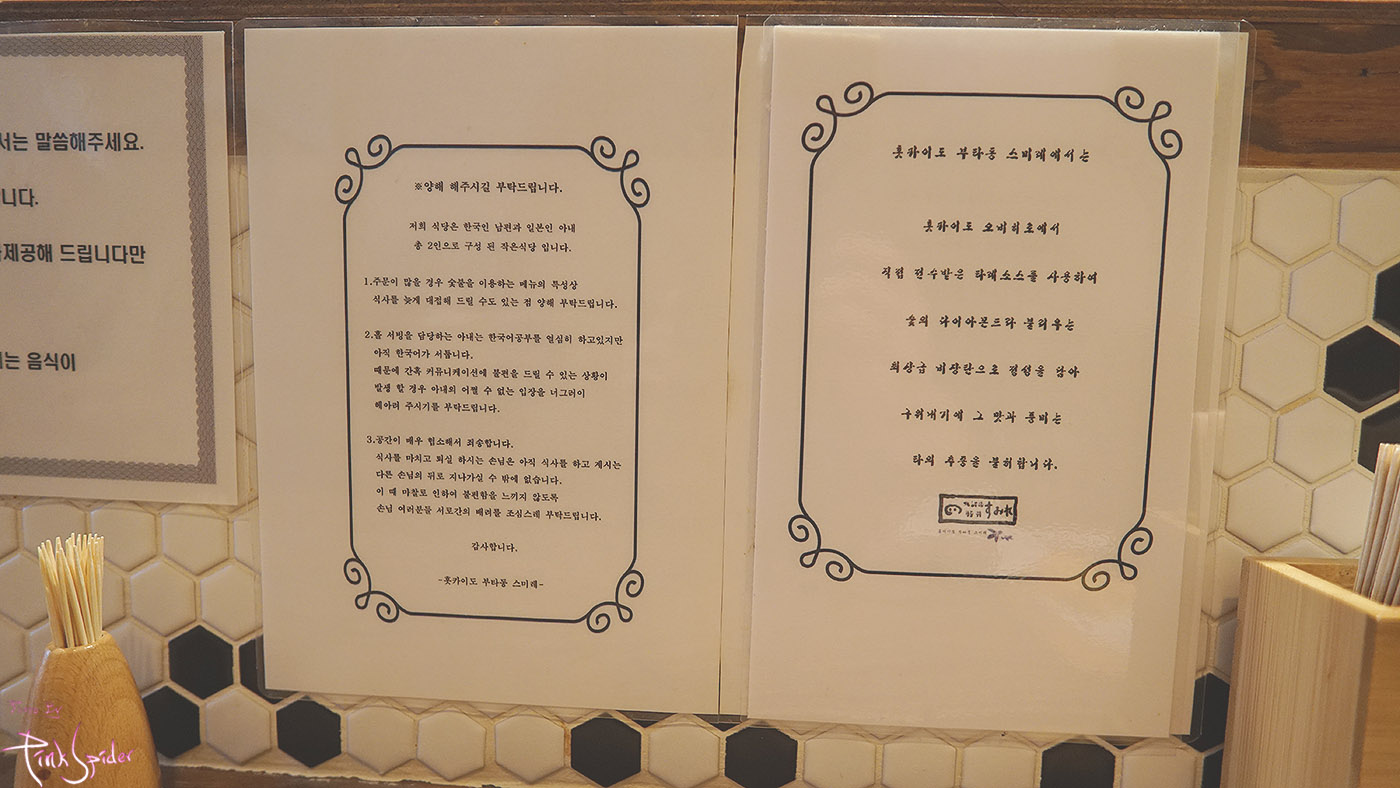 서는 말씀해주세요.
니다.
제공해 드립니다만
는 음식이
※양해 해주시길 부탁드립니다.
저희 식당은 한국인 남편과 일본인 아내
총 2인으로 구성 된 작은식당 입니다.
1.주문이 많을 경우 숯불을 이용하는 메뉴의 특성상
식사를 늦게 대접해 드릴 수도 있는 점 양해 부탁드립니다.
2.홀 서빙을 담당하는 아내는 한국어공부를 열심히 하고있지만
아직 한국어가 서툽니다.
때문에 간혹 커뮤니케이션에 불편을 드릴 수 있는 상황이
발생 할 경우 아내의 어쩔 수 없는 입장을 너그러이
헤아려 주시기를 부탁드립니다.
3.공간이 매우 협소해서 죄송합니다.
식사를 마치고 퇴실 하시는 손님은 아직 식사를 하고 계시는
다른 손님의 뒤로 지나가실 수 밖에 없습니다.
이 때 마찰로 인하여 불편함을 느끼지 않도록
손님 여러분들 서로간의 배려를 조심스레 부탁드립니다.
감사합니다.
-홋카이도 부타동 스미레-
홋카이도 부타동 스미레에서는
홋카이도 오비히로에서
직접 전수받은 타레소스를 사용하여
숯의 다이아몬드라 불리우는
최상급 비장탄으로 정성을 담아
구워내기에 그 맛과 풍미는
타의 추종을 불허합니다.
すみれ
Pink Spider